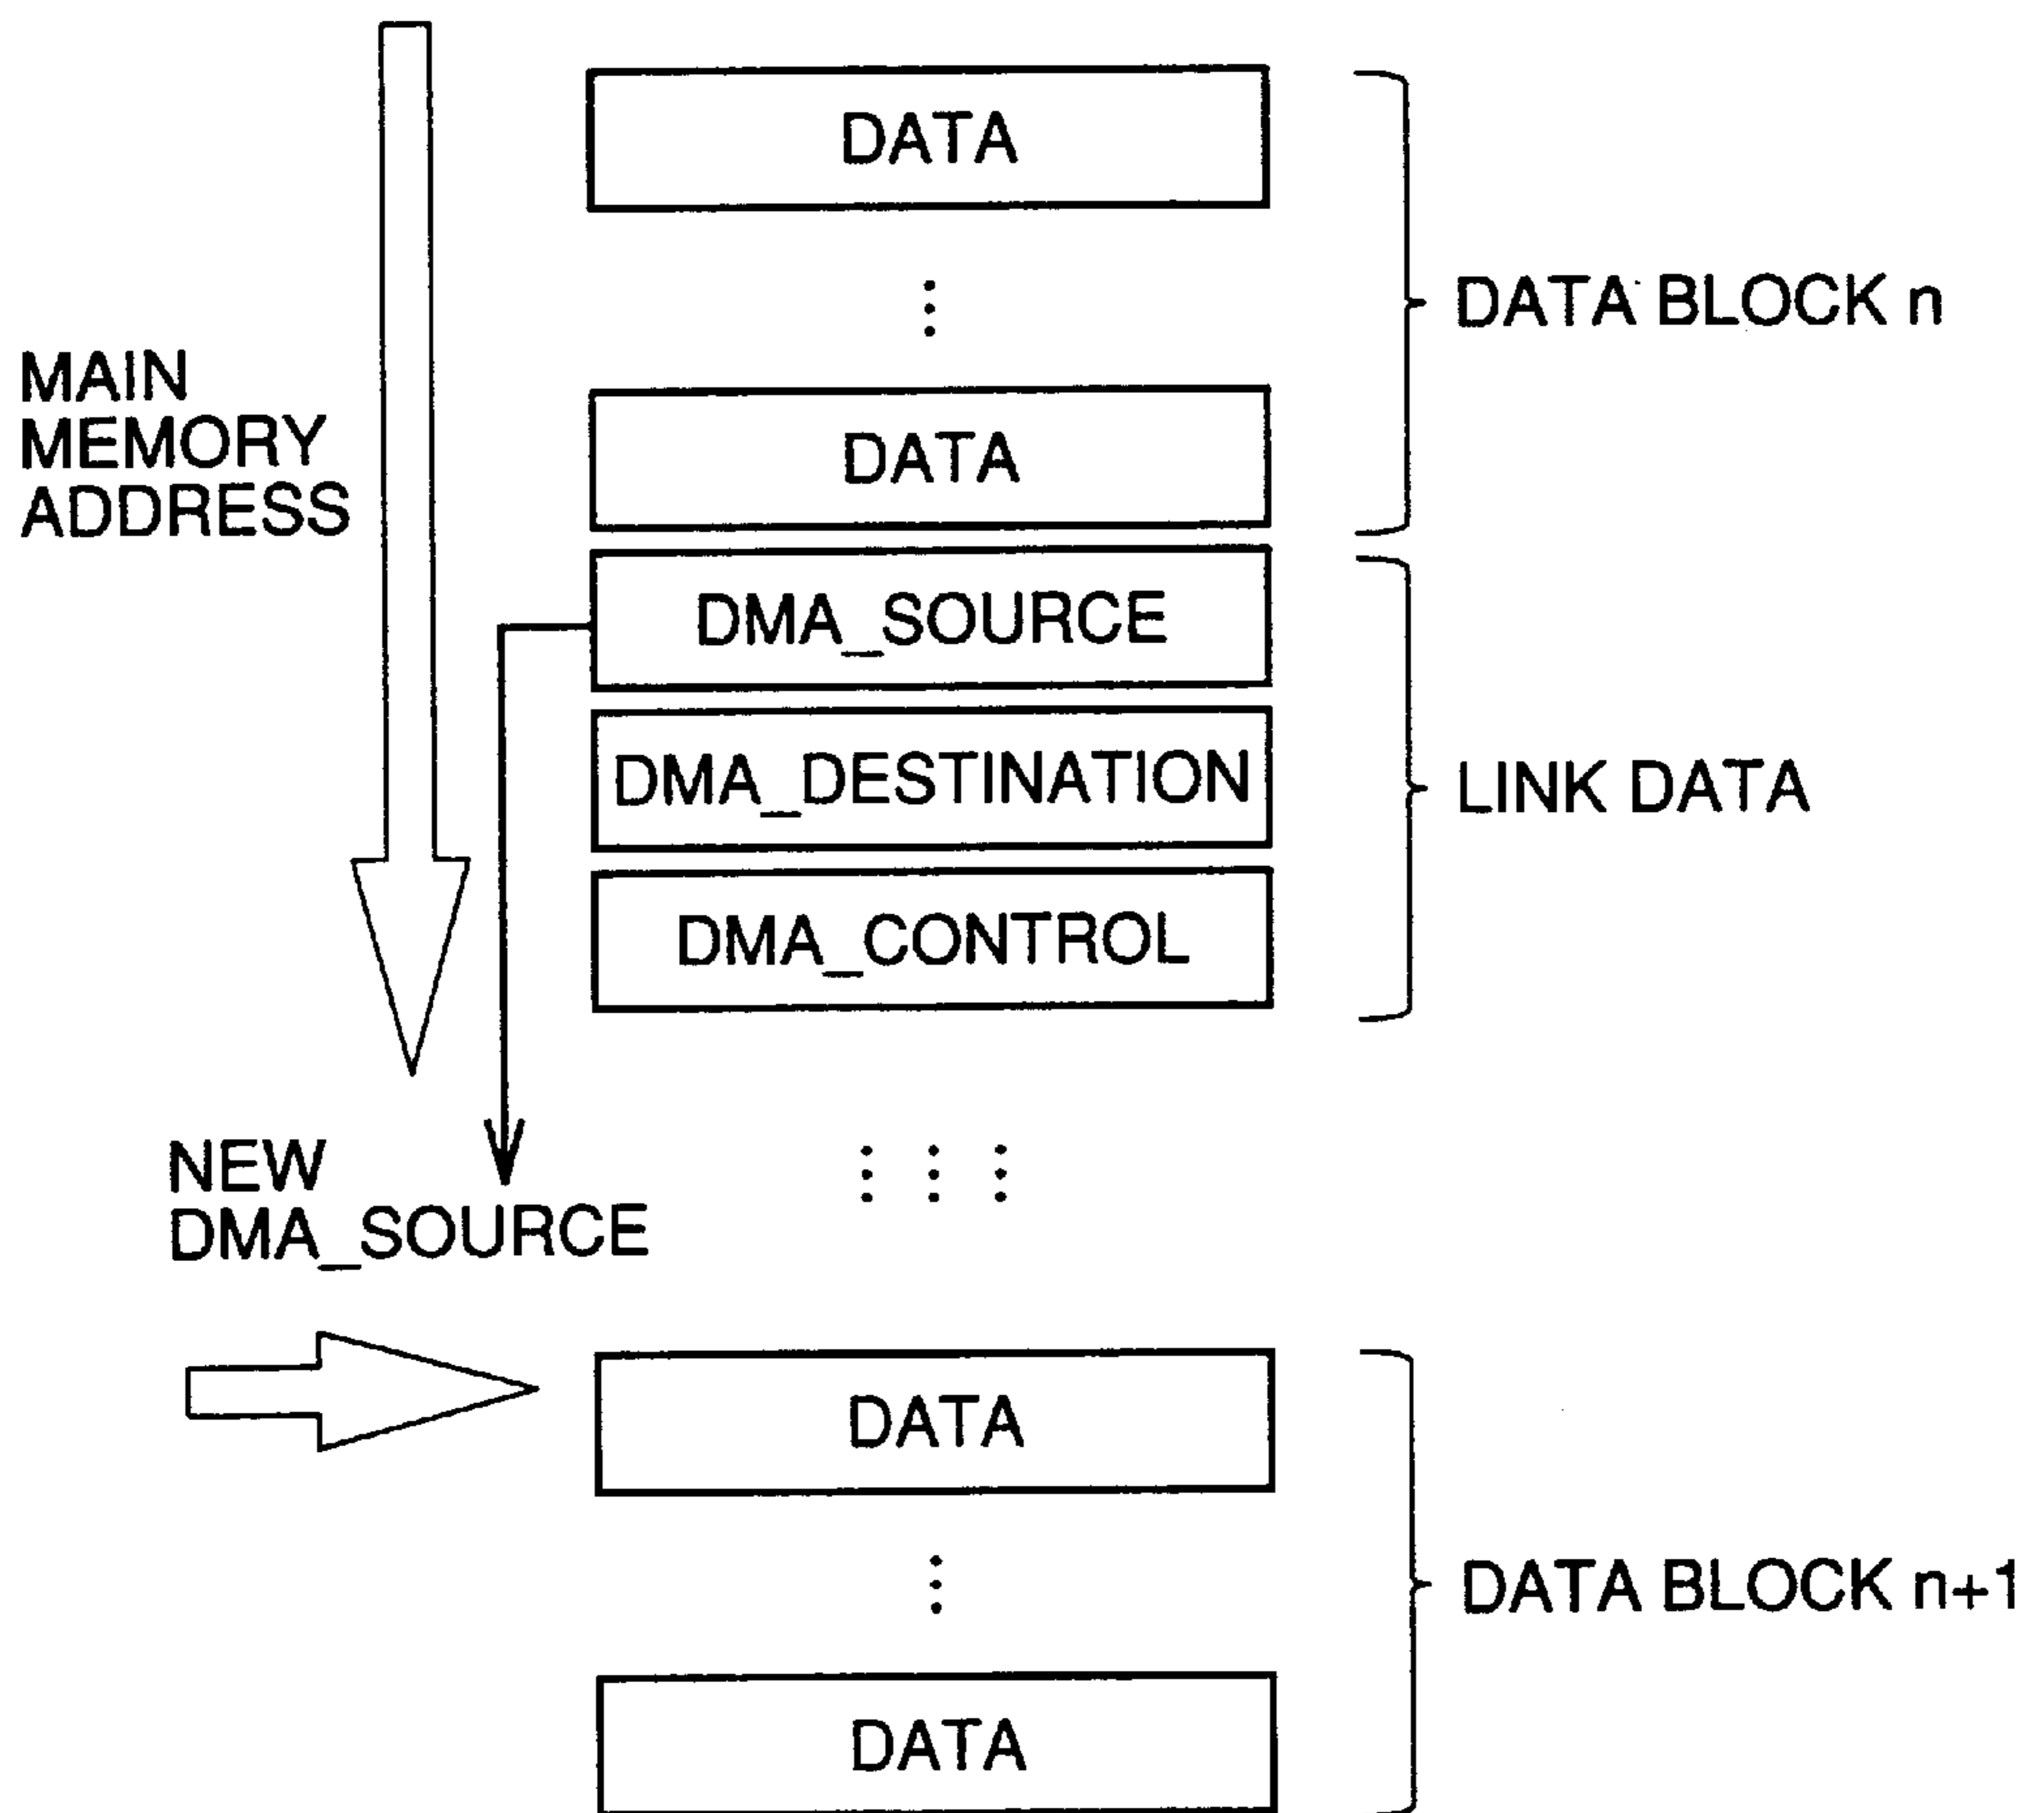 DATA
DATA BLOCK n
MAIN
MEMORY
ADDRESS
DATA
DMA_SOURCE
DMA_DESTINATION
LINK DATA
DMA_CONTROL
NEW
DMA_SOURCE
DATA
DATA BLOCK n+1
DATA